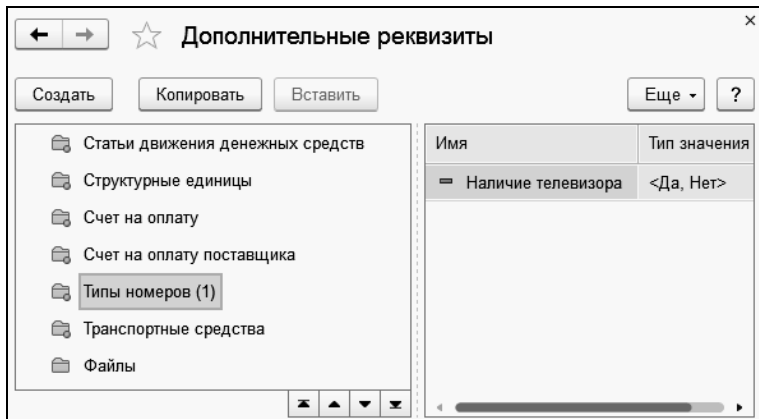 Дополнительные реквизиты
Создать Копировать Вставить Еще ?
Статьи движения денежных средств
Структурные единицы
Счет на оплату
Счет на оплату поставщика
Типы номеров (1)
Транспортные средства
Файлы
Имя Тип значения
Наличие телевизора <Да, Нет>